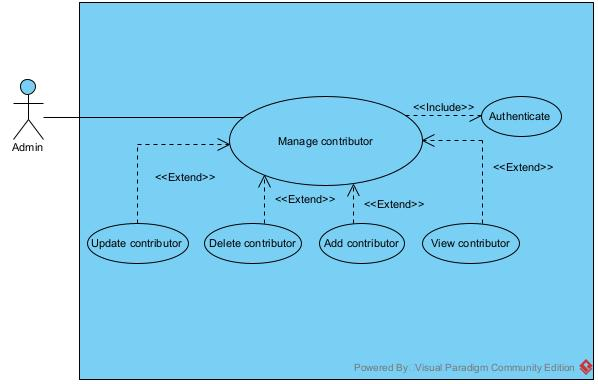 <<Include>>
Authenticate
Manage contributor
Admin
<<Extend>>
<<Extend>>
<<Extend>>
<<Extend>>
Update contributor
Delete contributor
Add contributor
View contributor
Powered By: Visual Paradigm Community Edition